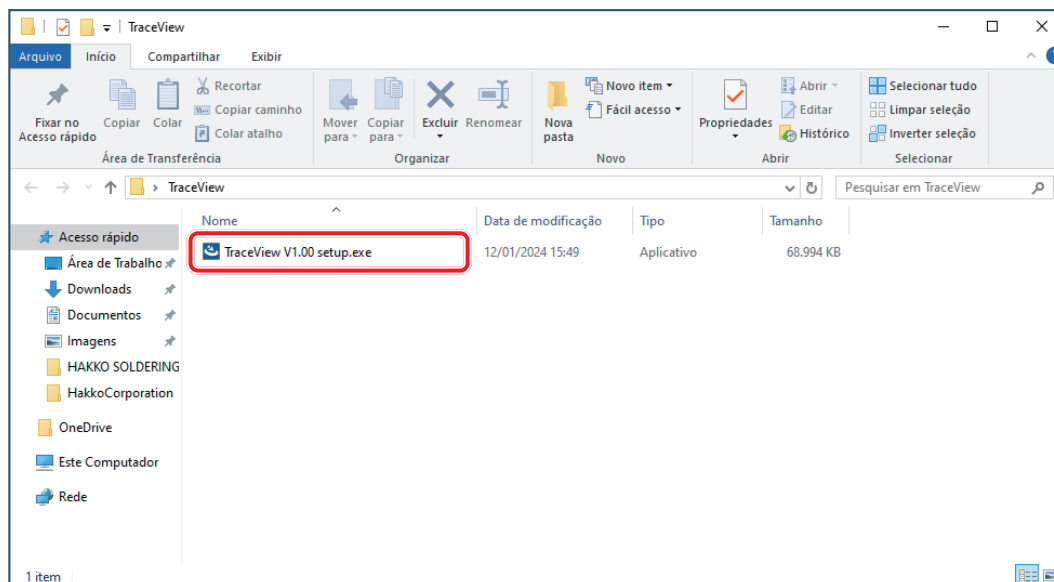 TraceView
Arquivo Início Compartilhar Exibir
Fixar no Acesso rápido
Copiar
Colar
Recortar
Copiar caminho
Colar atalho
Área de Transferência
Mover para
Copiar para
Excluir
Renomear
Organizar
Nova pasta
Novo item
Fácil acesso
Novo
Propriedades
Abrir
Editar
Histórico
Abrir
Selecionar tudo
Limpar seleção
Inverter seleção
Selecionar
TraceView
Pesquisar em TraceView
Nome Data de modificação Tipo Tamanho
TraceView V1.00 setup.exe 12/01/2024 15:49 Aplicativo 68.994 KB
Acesso rápido
Área de Trabalho
Downloads
Documentos
Imagens
HAKKO SOLDERING
HakkoCorporation
OneDrive
Este Computador
Rede
1 item